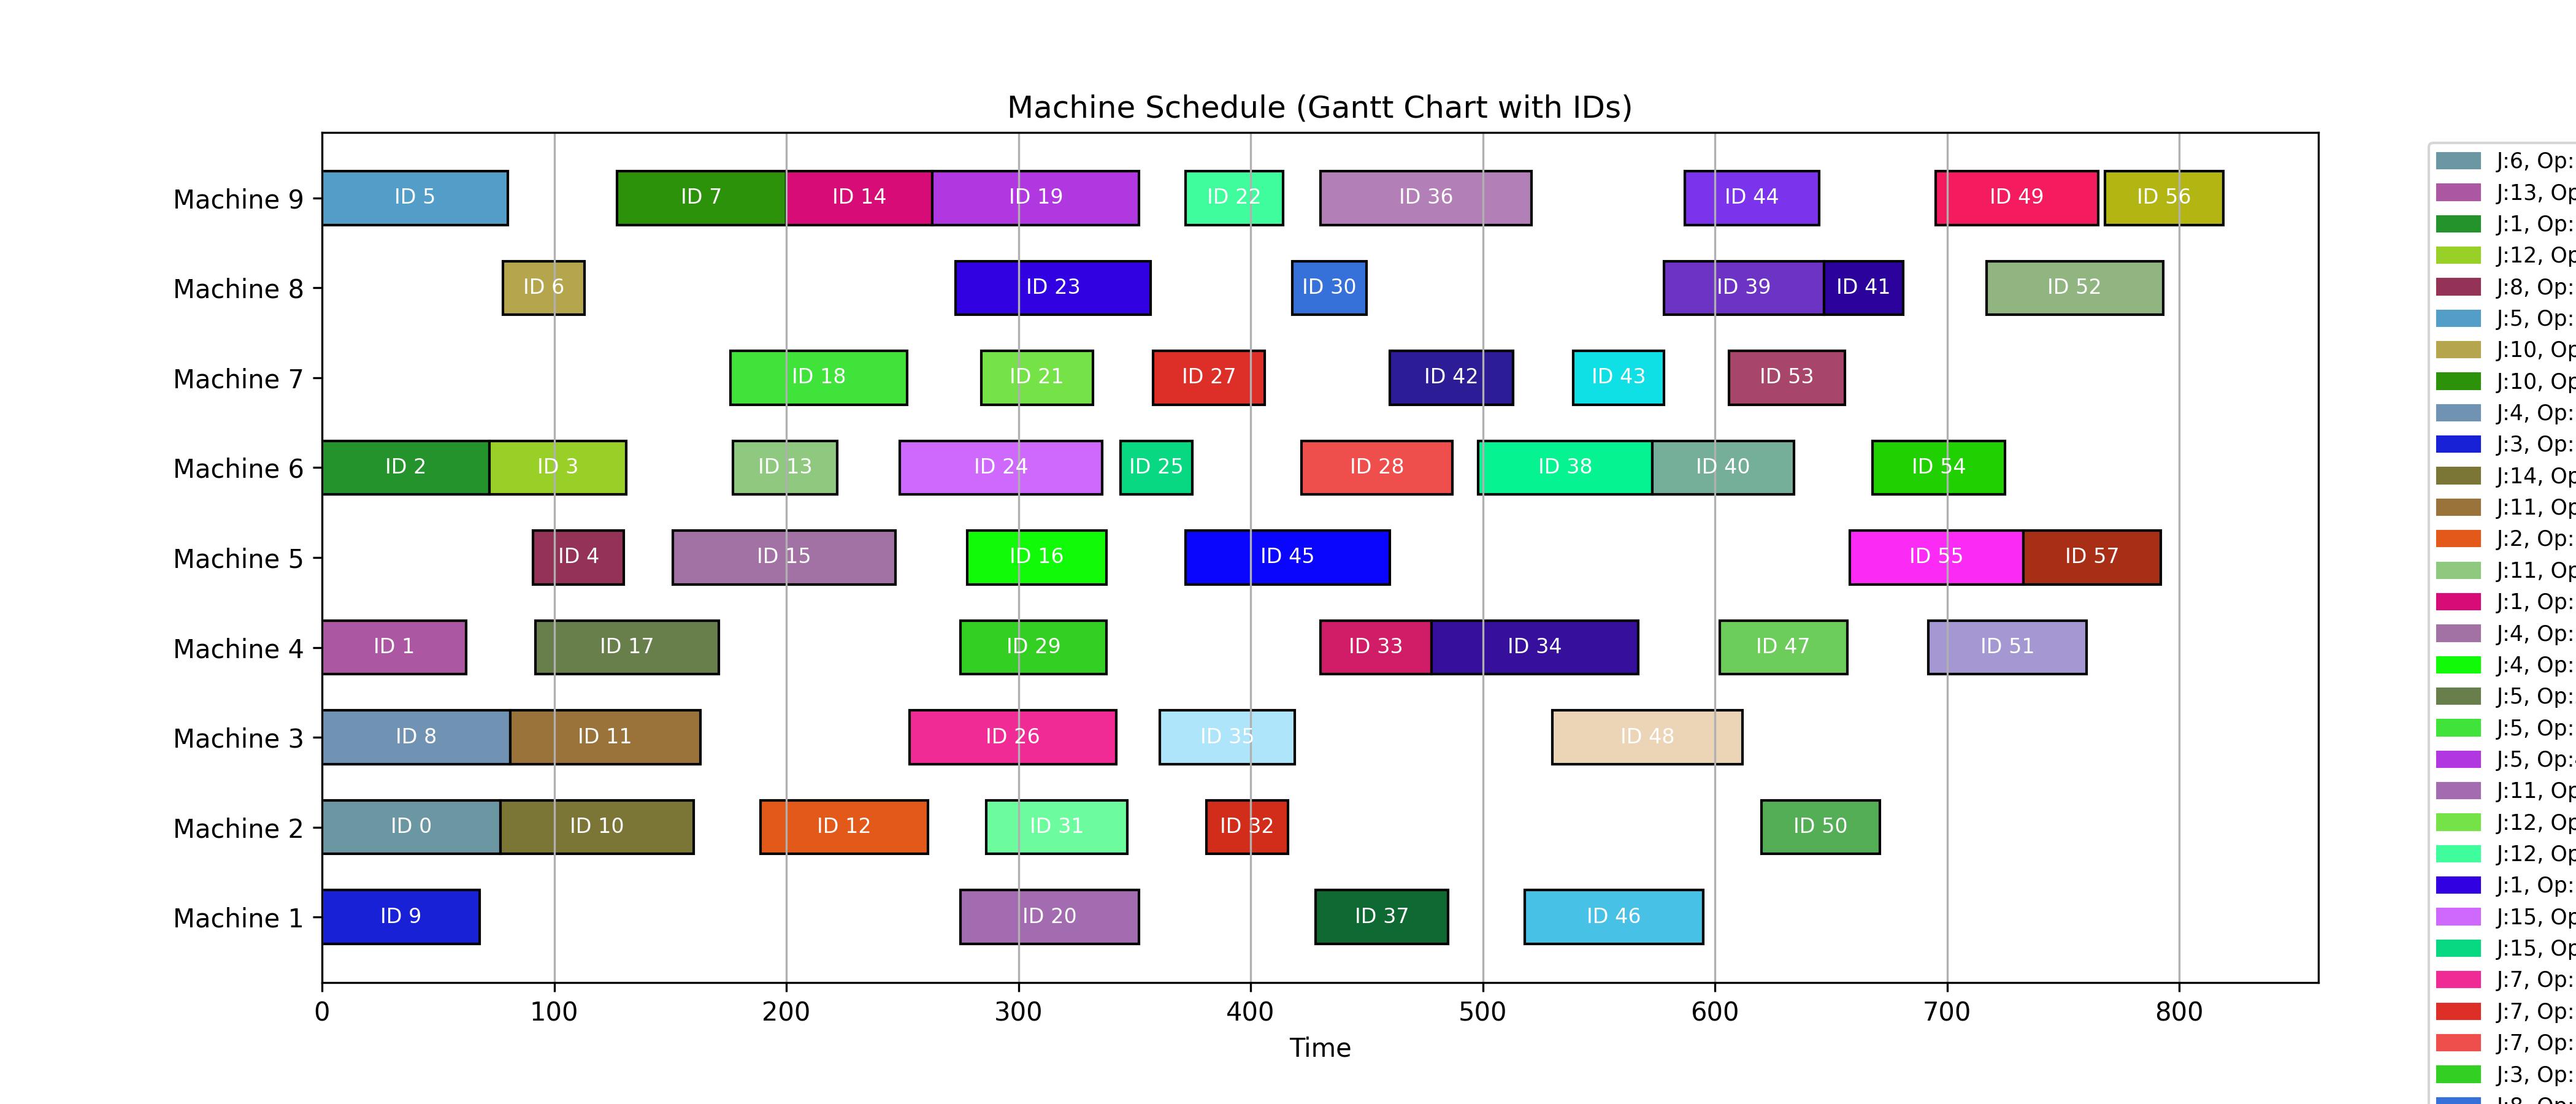 Machine Schedule (Gantt Chart with IDs)
Machine 9 ID 5 ID 7 ID 14 ID 19 ID 22 ID 36 ID 44 ID 49 ID 56
Machine 8 ID 6 ID 23 ID 30 ID 39 ID 41 ID 52
Machine 7 ID 18 ID 21 ID 27 ID 42 ID 43 ID 53
Machine 6 ID 2 ID 3 ID 13 ID 24 ID 25 ID 28 ID 38 ID 40 ID 54
Machine 5 ID 4 ID 15 ID 16 ID 45 ID 55 ID 57
Machine 4 ID 1 ID 17 ID 29 ID 33 ID 34 ID 47 ID 51
Machine 3 ID 8 ID 11 ID 26 ID 35 ID 48
Machine 2 ID 0 ID 10 ID 12 ID 31 ID 32 ID 50
Machine 1 ID 9 ID 20 ID 37 ID 46
0 100 200 300 400 500 600 700 800
Time
J:6, Op:
J:13, Op
J:1, Op:
J:12, Op
J:8, Op:
J:5, Op:
J:10, Op
J:10, Op
J:4, Op:
J:3, Op:
J:14, Op
J:11, Op
J:2, Op:
J:11, Op
J:1, Op:
J:4, Op:
J:4, Op:
J:5, Op:
J:5, Op:
J:5, Op:
J:11, Op
J:12, Op
J:12, Op
J:1, Op:
J:15, Op
J:15, Op
J:7, Op:
J:7, Op:
J:7, Op:
J:3, Op: